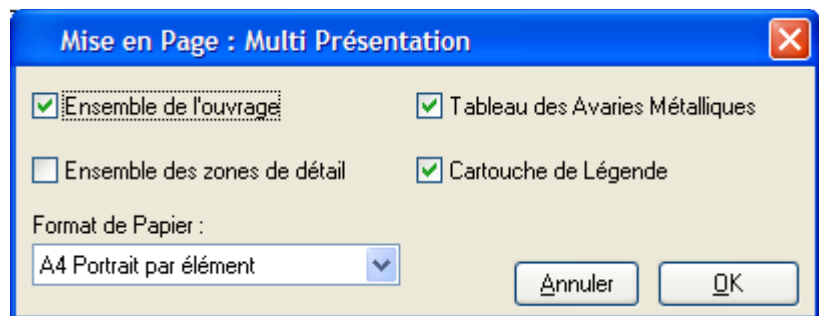 Mise en Page : Multi Présentation
Ensemble de l'ouvrage
Tableau des Avaries Métalliques
Ensemble des zones de détail
Cartouche de Légende
Format de Papier :
A4 Portrait par élément
Annuler
OK